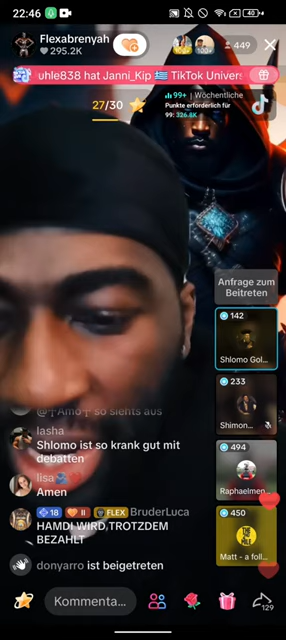 22:46
40
Flexabrenyah
295.2K
449
uhle838 hat Janni_Kip 🇬🇷 TikTok Univers
27/30
99+ | Wöchentliche
Punkte erforderlich für
99: 326.8K
Anfrage zum
Beitreten
142
Shlomo Gol...
233
Shimon...
494
Raphaelmen...
450
Matt - a foll...
@†Amo† so siehts aus
lasha
Shlomo ist so krank gut mit
debatten
lisa
Amen
18 II FLEX BruderLuca
HAMDI WIRD,TROTZDEM
BEZAHLT
donyarro ist beigetreten
Kommenta...
129